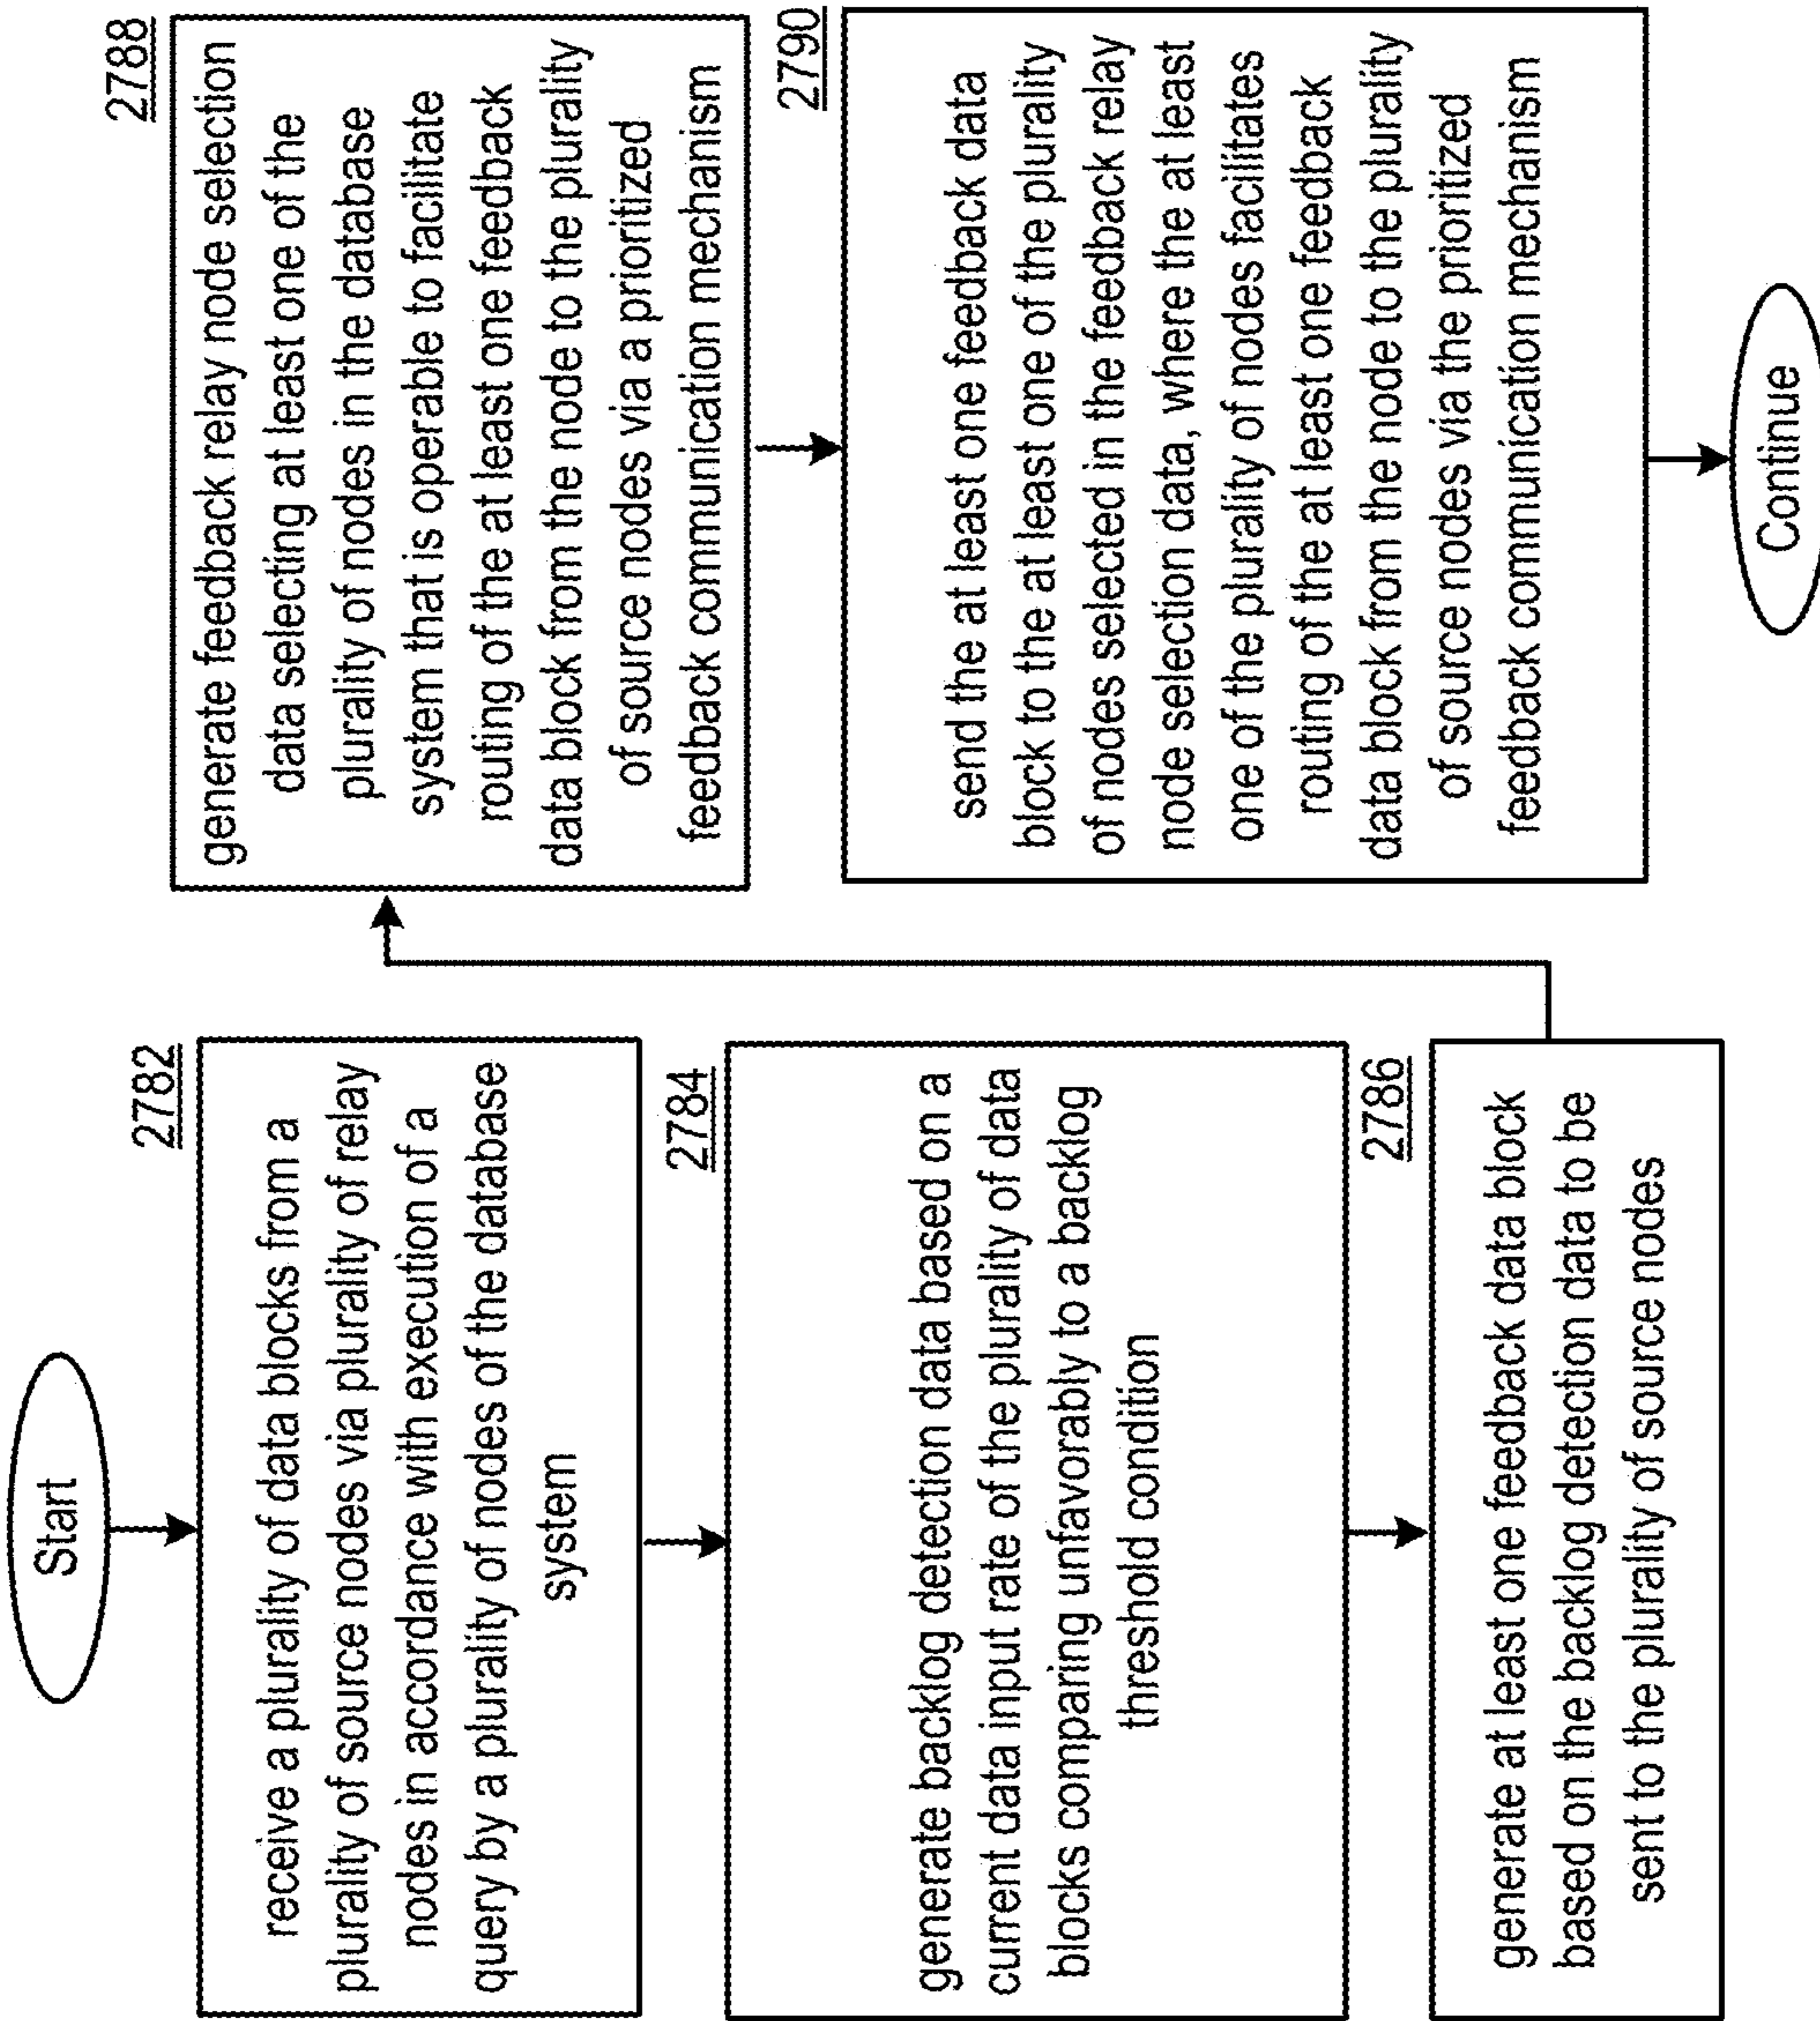 Start
2782
receive a plurality of data blocks from a
plurality of source nodes via plurality of relay
nodes in accordance with execution of a
query by a plurality of nodes of the database
system
2784
generate backlog detection data based on a
current data input rate of the plurality of data
blocks comparing unfavorably to a backlog
threshold condition
2786
generate at least one feedback data block
based on the backlog detection data to be
sent to the plurality of source nodes
2788
generate feedback relay node selection
data selecting at least one of the
plurality of nodes in the database
system that is operable to facilitate
routing of the at least one feedback
data block from the node to the plurality
of source nodes via a prioritized
feedback communication mechanism
2790
send the at least one feedback data
block to the at least one of the plurality
of nodes selected in the feedback relay
node selection data, where the at least
one of the plurality of nodes facilitates
routing of the at least one feedback
data block from the node to the plurality
of source nodes via the prioritized
feedback communication mechanism
Continue